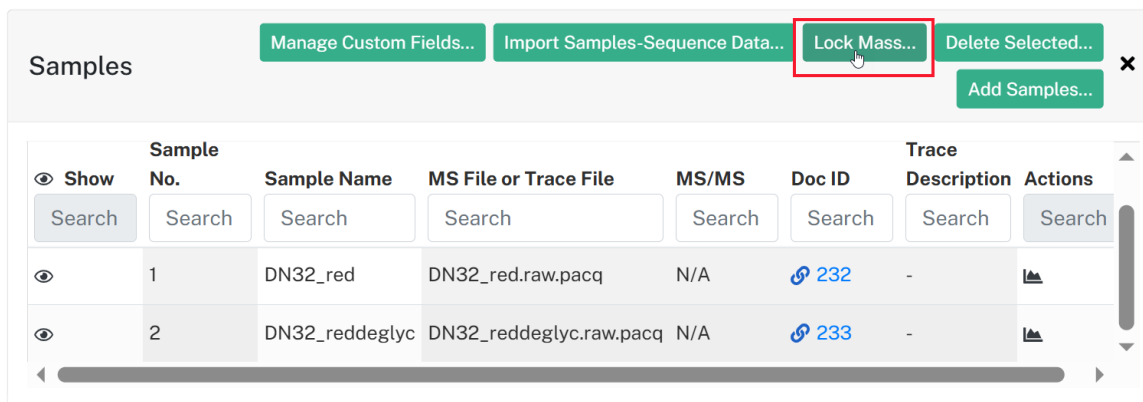 Samples
Manage Custom Fields...
Import Samples-Sequence Data...
Lock Mass...
Delete Selected...
Add Samples...
Show
Sample No.
Sample Name
MS File or Trace File
MS/MS
Doc ID
Trace Description
Actions
Search Search Search Search Search Search Search Search
1 DN32_red DN32_red.raw.pacq N/A 232 -
2 DN32_reddeglyc DN32_reddeglyc.raw.pacq N/A 233 -